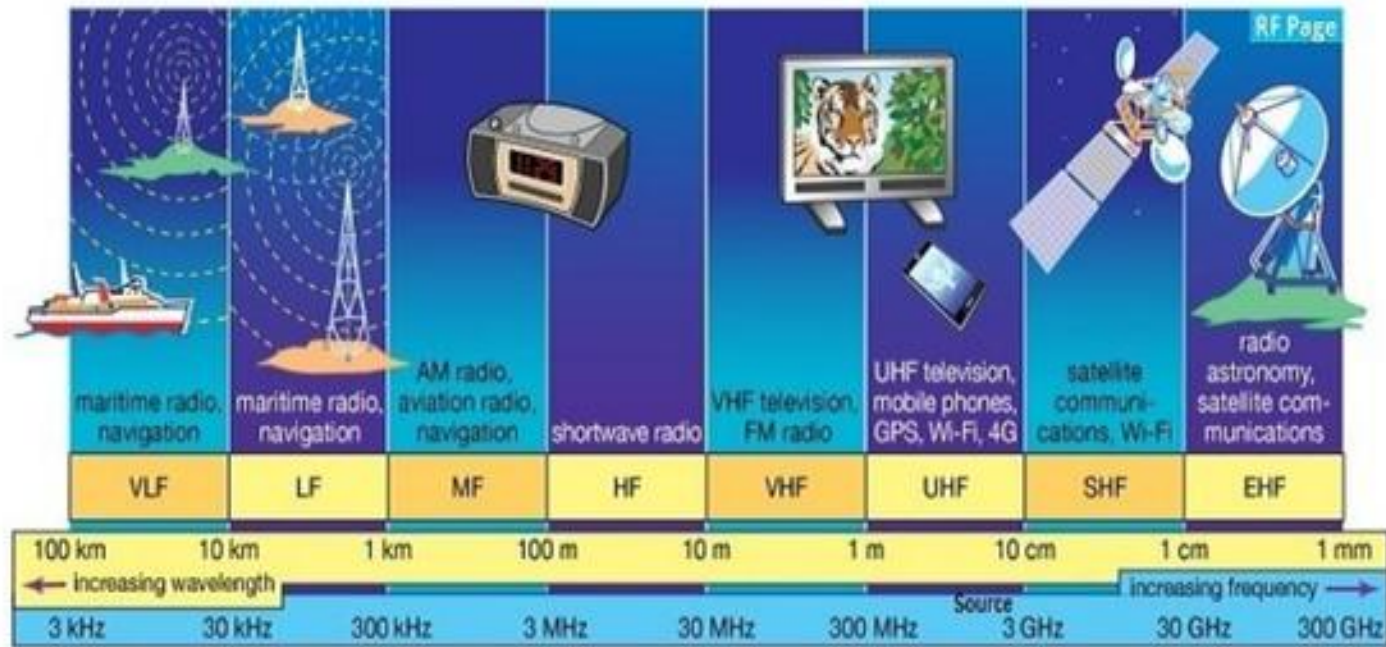 RF Page
maritime radio,
navigation
maritime radio,
navigation
AM radio,
aviation radio,
navigation
shortwave radio
VHF television,
FM radio
UHF television,
mobile phones,
GPS, Wi-Fi, 4G
satellite
communi-
cations, Wi-Fi
radio
astronomy,
satellite com-
munications
VLF LF MF HF VHF UHF SHF EHF
100 km 10 km 1 km 100 m 10 m 1 m 10 cm 1 cm 1 mm
increasing wavelength increasing frequency
Source
3 kHz 30 kHz 300 kHz 3 MHz 30 MHz 300 MHz 3 GHz 30 GHz 300 GHz